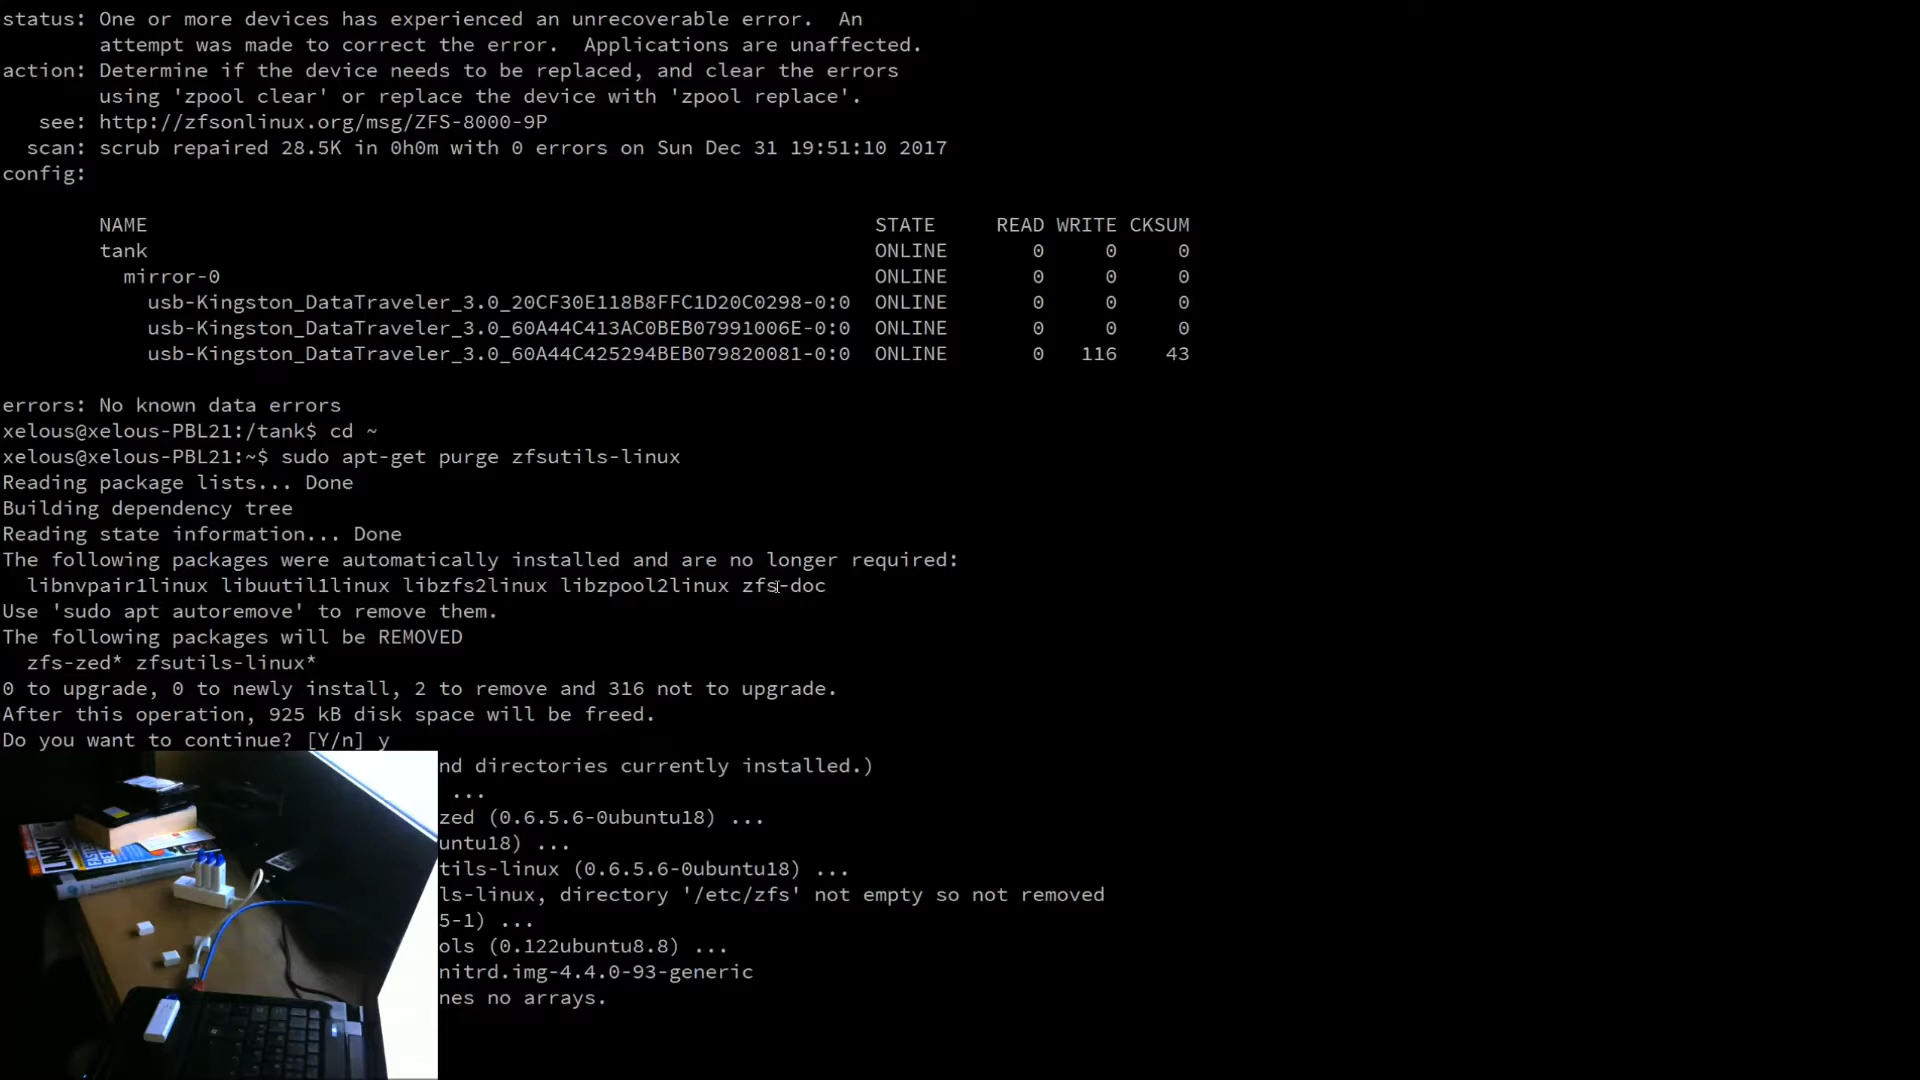 status: One or more devices has experienced an unrecoverable error.  An
attempt was made to correct the error.  Applications are unaffected.
action: Determine if the device needs to be replaced, and clear the errors
using 'zpool clear' or replace the device with 'zpool replace'.
see: http://zfsonlinux.org/msg/ZFS-8000-9P
scan: scrub repaired 28.5K in 0h0m with 0 errors on Sun Dec 31 19:51:10 2017
config:
NAME STATE READ WRITE CKSUM
tank ONLINE 0 0 0
mirror-0 ONLINE 0 0 0
usb-Kingston_DataTraveler_3.0_20CF30E118B8FFC1D20C0298-0:0 ONLINE 0 0 0
usb-Kingston_DataTraveler_3.0_60A44C413AC0BEB07991006E-0:0 ONLINE 0 0 0
usb-Kingston_DataTraveler_3.0_60A44C425294BEB079820081-0:0 ONLINE 0 116 43
errors: No known data errors
xelous@xelous-PBL21:/tank$ cd ~
xelous@xelous-PBL21:~$ sudo apt-get purge zfsutils-linux
Reading package lists... Done
Building dependency tree
Reading state information... Done
The following packages were automatically installed and are no longer required:
libnvpair1linux libuutil1linux libzfs2linux libzpool2linux zfs-doc
Use 'sudo apt autoremove' to remove them.
The following packages will be REMOVED
zfs-zed* zfsutils-linux*
0 to upgrade, 0 to newly install, 2 to remove and 316 not to upgrade.
After this operation, 925 kB disk space will be freed.
Do you want to continue? [Y/n] y
nd directories currently installed.)
...
zed (0.6.5.6-0ubuntu18) ...
untu18) ...
tils-linux (0.6.5.6-0ubuntu18) ...
ls-linux, directory '/etc/zfs' not empty so not removed
5-1) ...
ols (0.122ubuntu8.8) ...
nitrd.img-4.4.0-93-generic
nes no arrays.